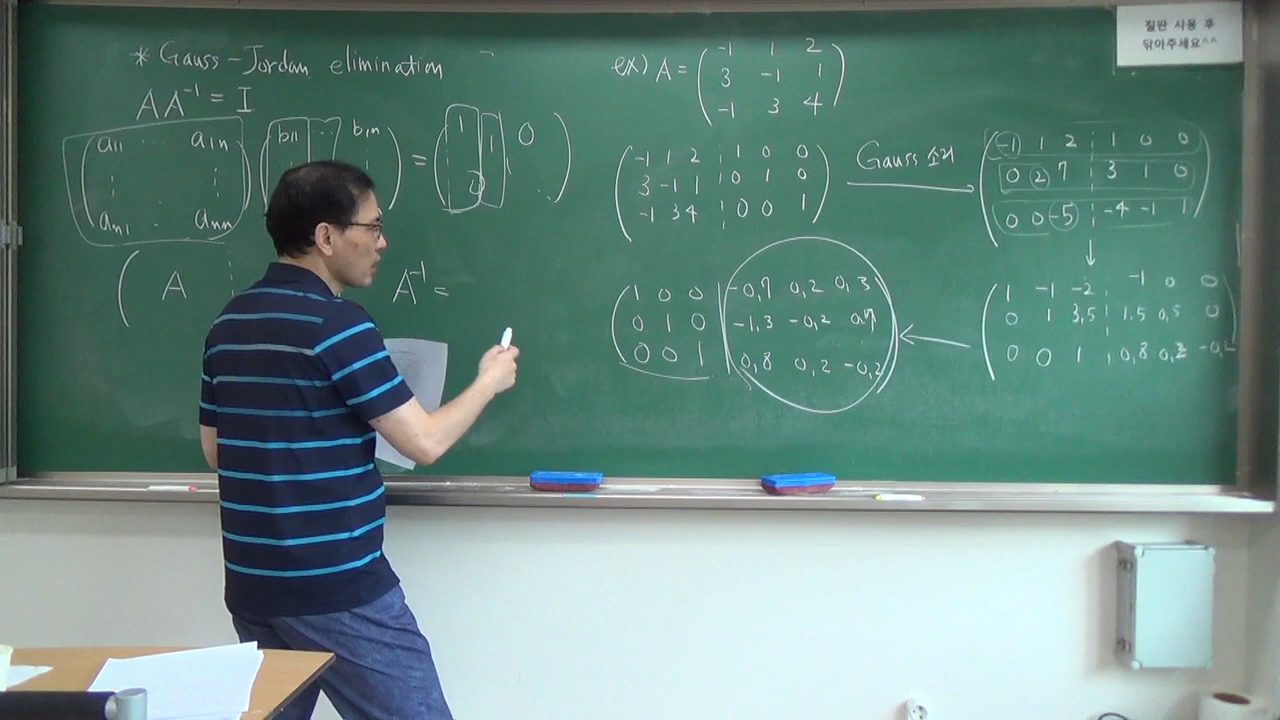 * Gauss-Jordan elimination
A A⁻¹ = I
( a11 ... a1n ) ( b11 ... b1n ) = ( 1 1 0 )
( an1 ... ann )
( A
A⁻¹ =
ex) A = ( -1 1 2
3 -1 1
-1 3 4 )
( -1 1 2 1 0 0
3 -1 1 0 1 0
-1 3 4 0 0 1 )
Gauss 소거
( -1 1 2 1 0 0
0 2 7 3 1 0
0 0 -5 -4 -1 1 )
( 1 -1 -2 -1 0 0
0 1 3,5 1.5 0,5 0
0 0 1 0,8 0,2 -0,2
( 1 0 0 -0,7 0,2 0,3
0 1 0 -1,3 -0,2 0,7
0 0 1 0,8 0,2 -0,2 )
칠판 사용 후
닦아주세요^^